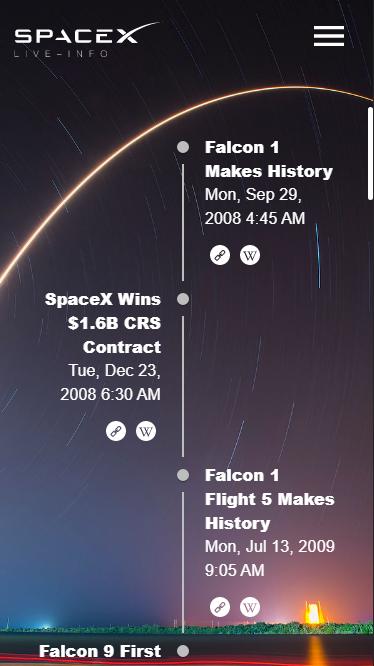 SPACEX
LIVE-INFO
Falcon 1
Makes History
Mon, Sep 29,
2008 4:45 AM
W
SpaceX Wins
$1.6B CRS
Contract
Tue, Dec 23,
2008 6:30 AM
W
Falcon 1
Flight 5 Makes
History
Mon, Jul 13, 2009
9:05 AM
W
Falcon 9 First